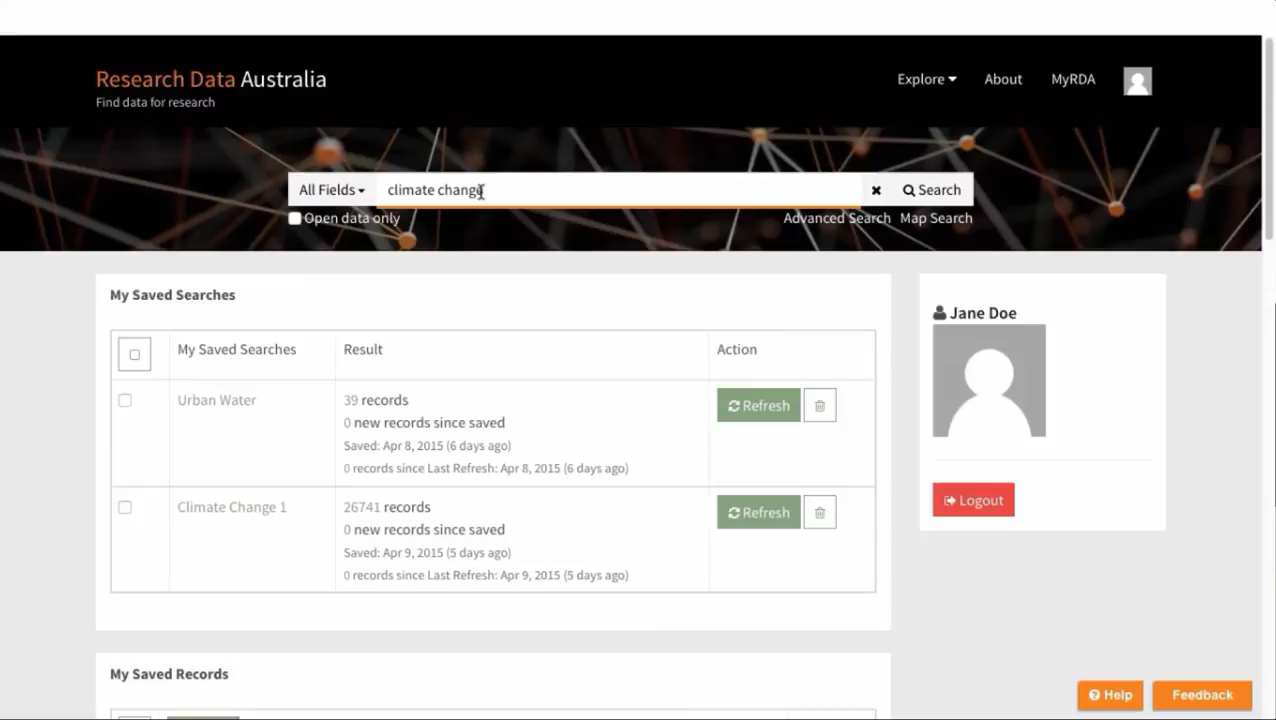 Research Data Australia
Find data for research
Explore
About
MyRDA
All Fields
climate change
Search
Open data only
Advanced Search
Map Search
My Saved Searches
My Saved Searches
Result
Action
Urban Water
39 records
0 new records since saved
Saved: Apr 8, 2015 (6 days ago)
0 records since Last Refresh: Apr 8, 2015 (6 days ago)
Refresh
Climate Change 1
26741 records
0 new records since saved
Saved: Apr 9, 2015 (5 days ago)
0 records since Last Refresh: Apr 9, 2015 (5 days ago)
Refresh
Jane Doe
Logout
My Saved Records
Help
Feedback